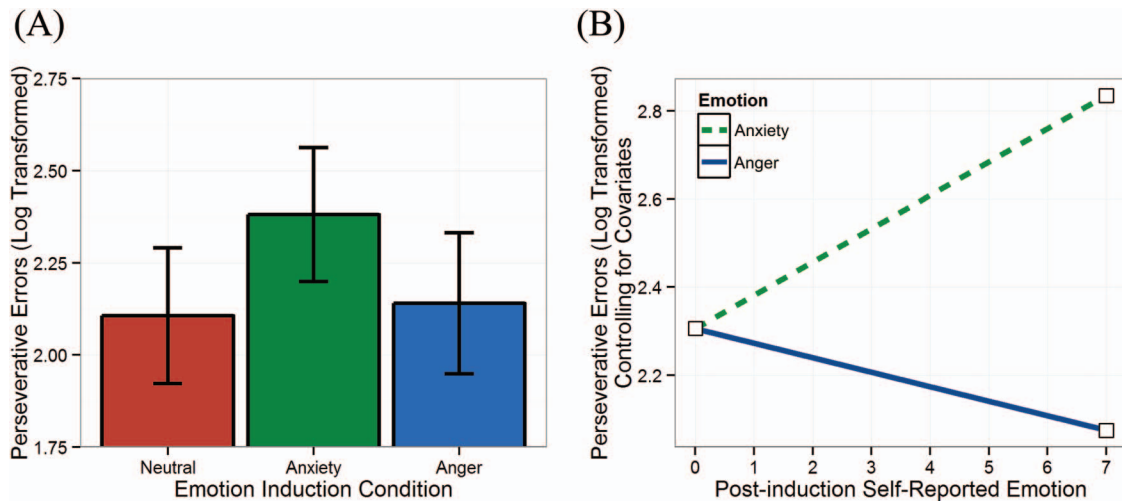 (A)
Perseverative Errors (Log Transformed)
2.75
2.50
2.25
2.00
1.75
Neutral
Anxiety
Anger
Emotion Induction Condition
(B)
Perseverative Errors (Log Transformed)
Controlling for Covariates
2.8
2.6
2.4
2.2
Emotion
Anxiety
Anger
0 1 2 3 4 5 6 7
Post-induction Self-Reported Emotion